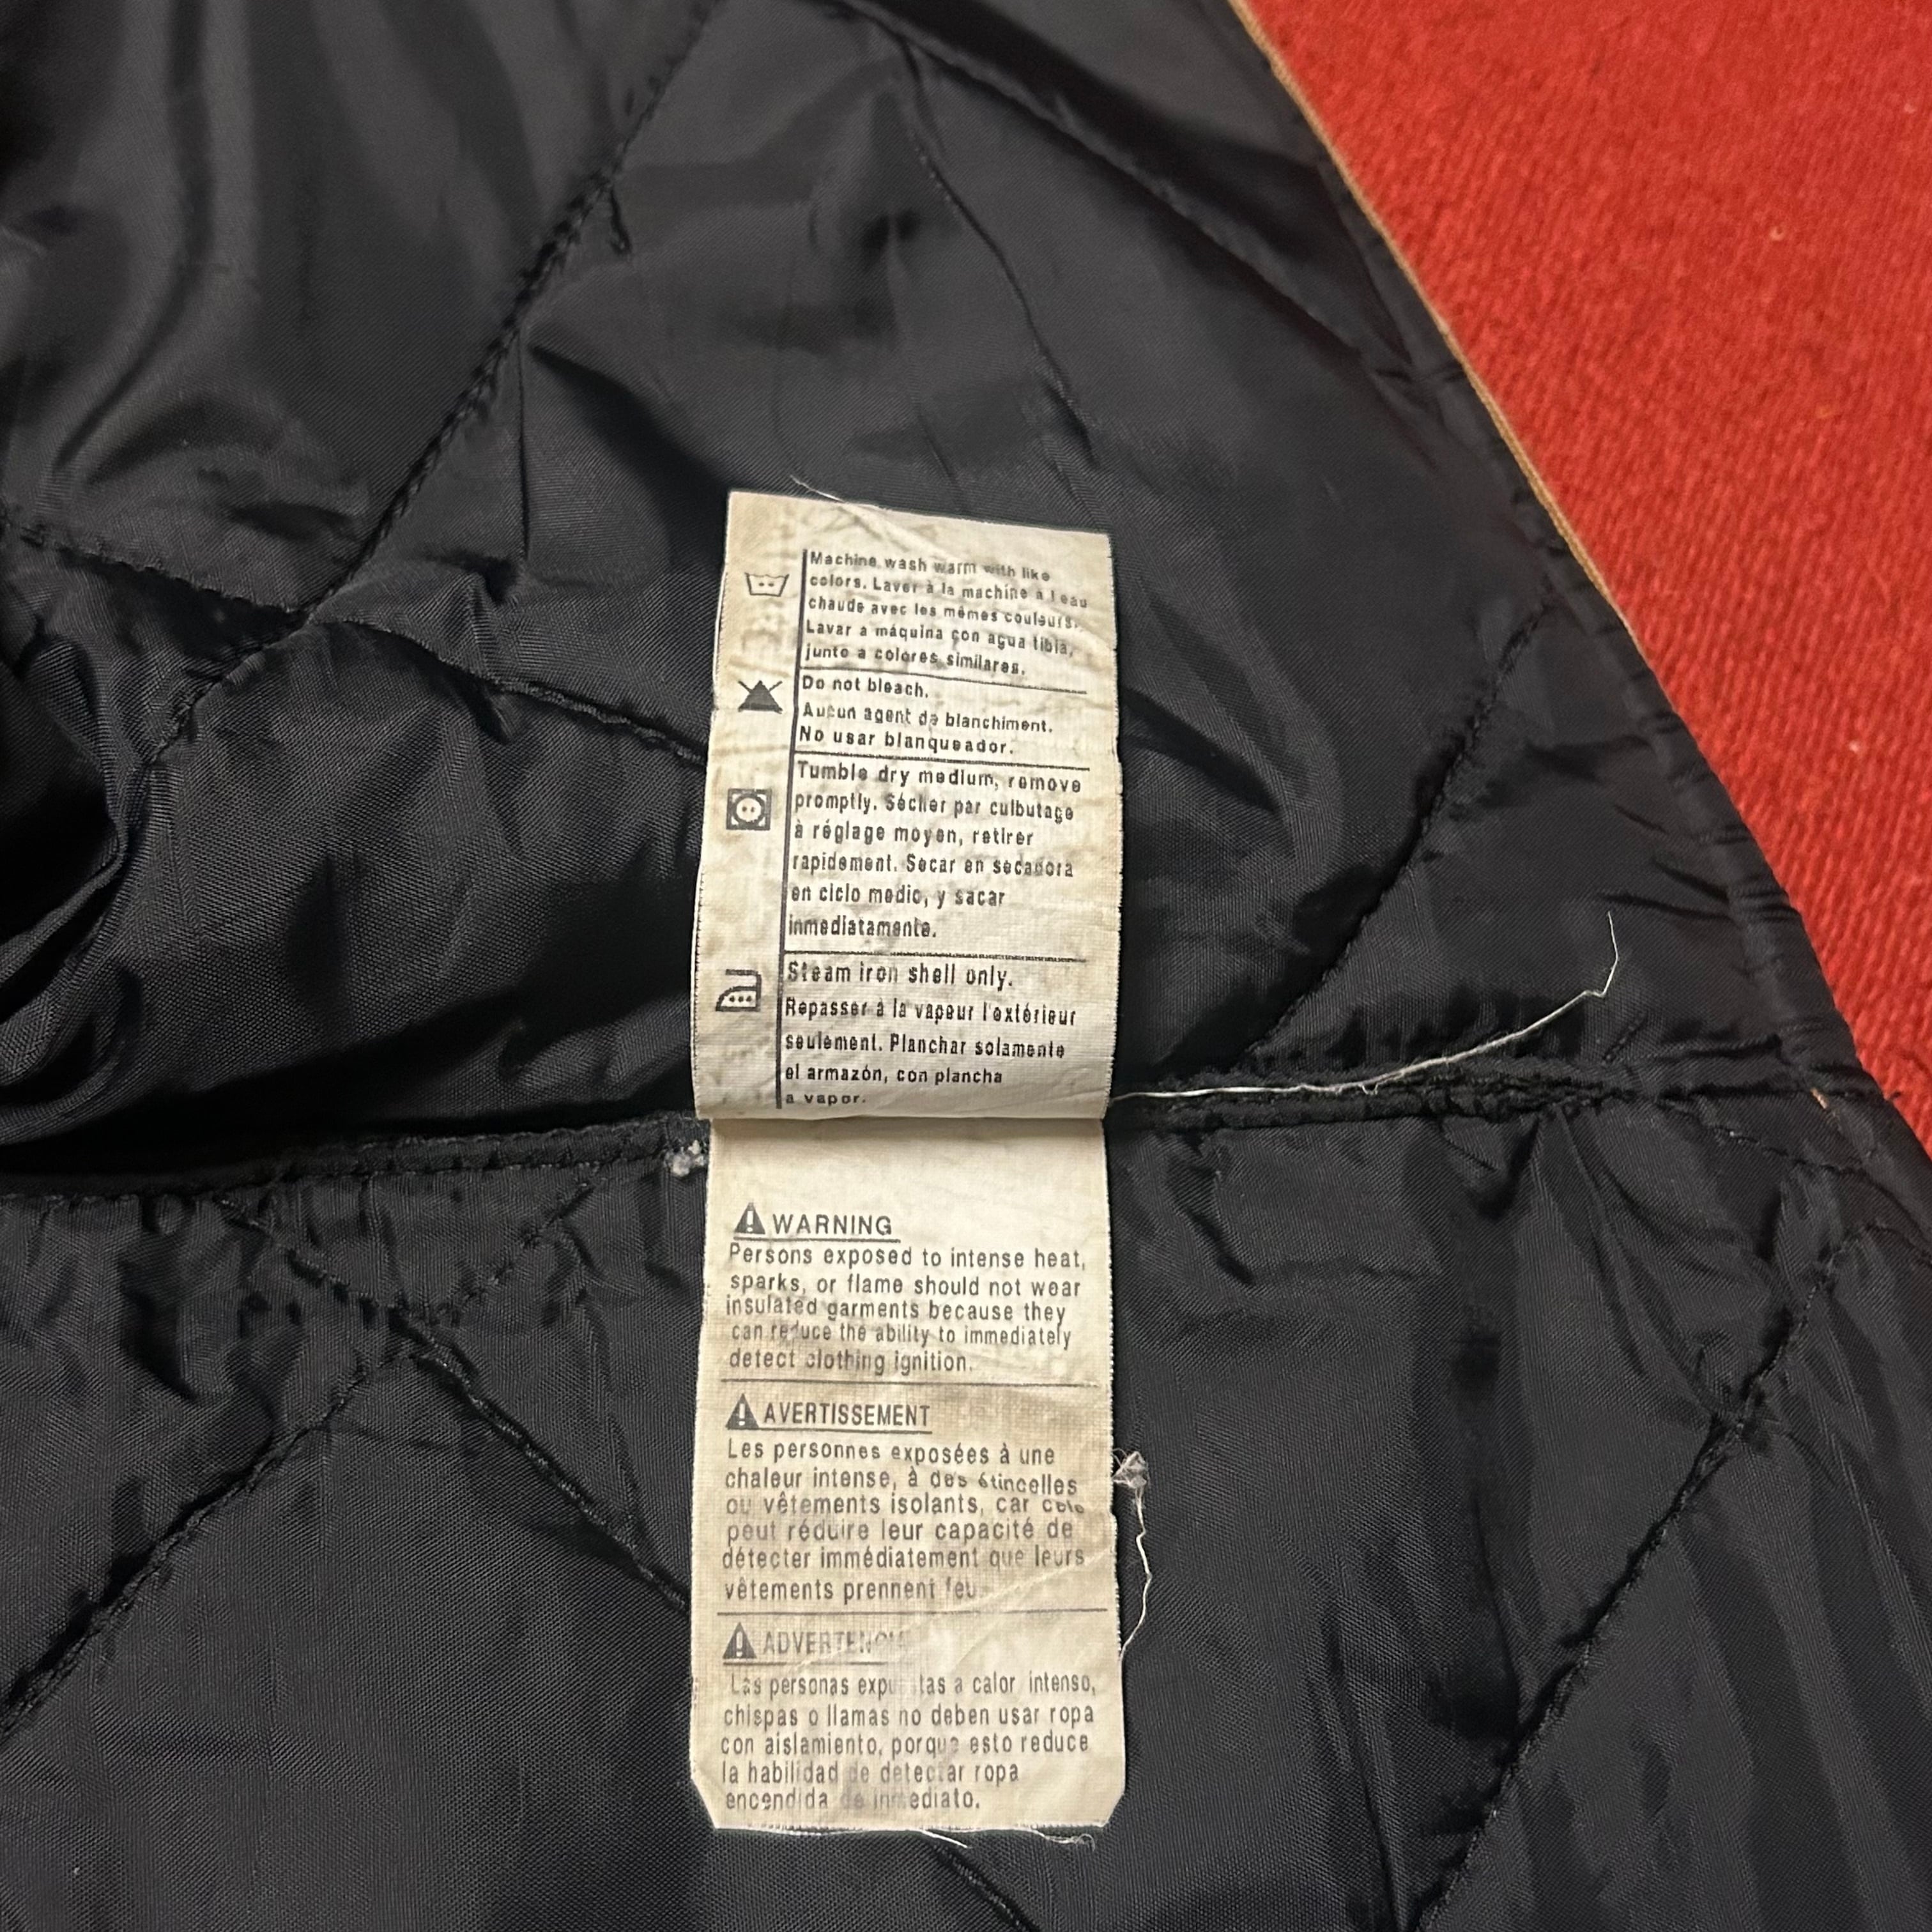 Machine wash warm with like
colors. Laver à la machine à l'eau
chaude avec les mêmes couleurs.
Lavar a máquina con agua tibia,
junto a colores similares.
Do not bleach.
Aucun agent de blanchiment.
No usar blanqueador.
Tumble dry medium, remove
promptly. Sécher par culbutage
à réglage moyen, retirer
rapidement. Secar en secadora
en ciclo medio, y sacar
inmediatamente.
Steam iron shell only.
Repasser à la vapeur l'extérieur
seulement. Planchar solamente
el armazón, con plancha
a vapor.
WARNING
Persons exposed to intense heat,
sparks, or flame should not wear
insulated garments because they
can reduce the ability to immediately
detect clothing ignition.
AVERTISSEMENT
Les personnes exposées à une
chaleur intense, à des étincelles
ou vêtements isolants, car cela
peut réduire leur capacité de
détecter immédiatement que leurs
vêtements prennent feu.
ADVERTENCIA
Las personas expuestas a calor intenso,
chispas o llamas no deben usar ropa
con aislamiento, porque esto reduce
la habilidad de detectar ropa
encendida de inmediato.